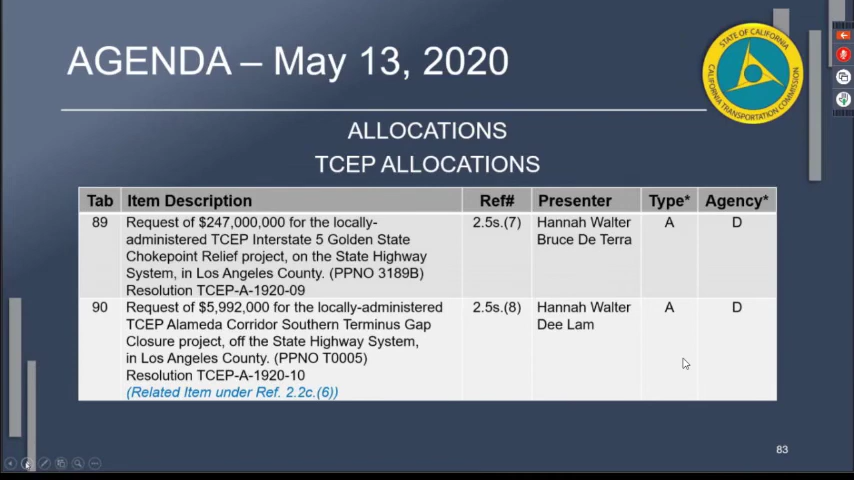 AGENDA – May 13, 2020
STATE OF CALIFORNIA
CALIFORNIA TRANSPORTATION COMMISSION
ALLOCATIONS
TCEP ALLOCATIONS
Tab Item Description Ref# Presenter Type* Agency*
89 Request of $247,000,000 for the locally- 2.5s.(7) Hannah Walter A D
administered TCEP Interstate 5 Golden State Bruce De Terra
Chokepoint Relief project, on the State Highway
System, in Los Angeles County. (PPNO 3189B)
Resolution TCEP-A-1920-09
90 Request of $5,992,000 for the locally-administered 2.5s.(8) Hannah Walter A D
TCEP Alameda Corridor Southern Terminus Gap Dee Lam
Closure project, off the State Highway System,
in Los Angeles County. (PPNO T0005)
Resolution TCEP-A-1920-10
(Related Item under Ref. 2.2c.(6))
83